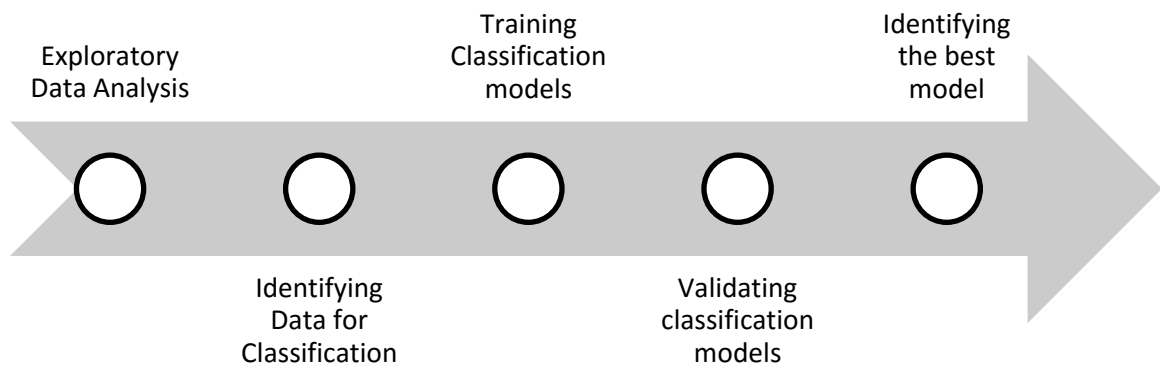 Exploratory
Data Analysis
Identifying
Data for
Classification
Training
Classification
models
Validating
classification
models
Identifying
the best
model